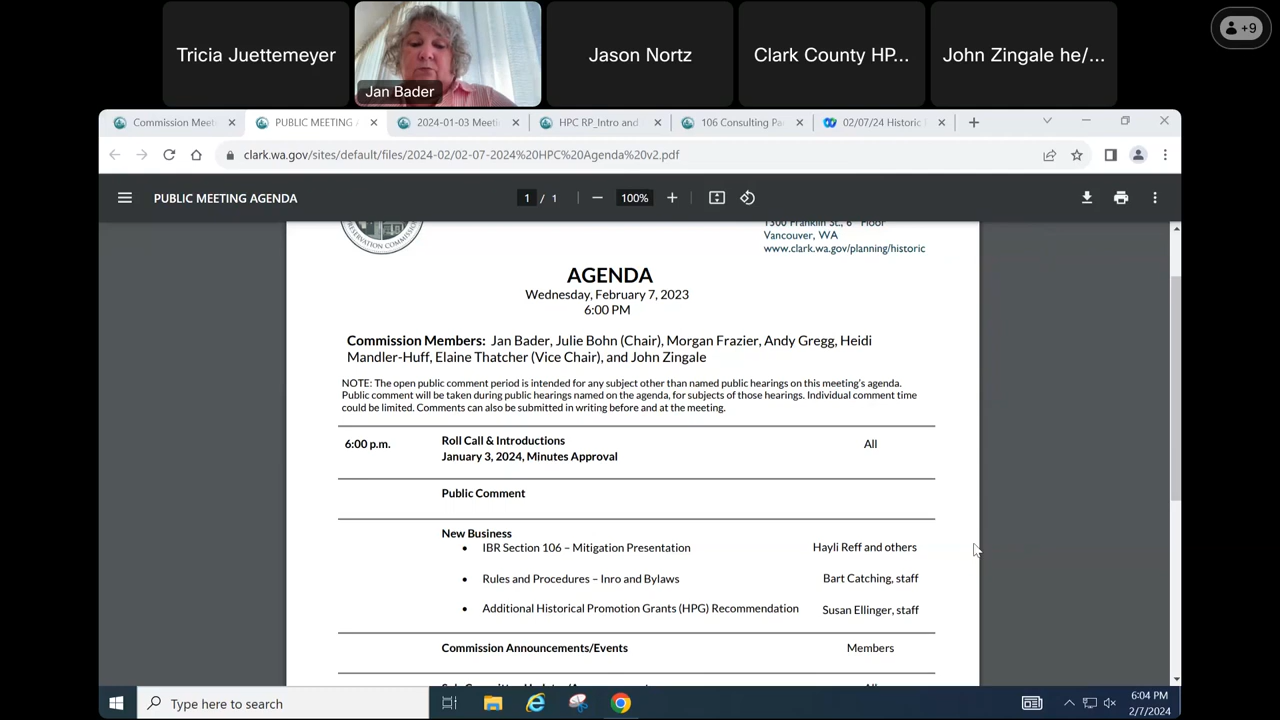 Tricia Juettemeyer
Jan Bader
Jason Nortz
Clark County HP...
John Zingale he/...
+9
Commission Meet
PUBLIC MEETING A
2024-01-03 Meeti
HPC RP_Intro and
106 Consulting Pa
02/07/24 Historic
clark.wa.gov/sites/default/files/2024-02/02-07-2024%20HPC%20Agenda%20v2.pdf
PUBLIC MEETING AGENDA
1 / 1
100%
PRESERVATION COMMISSION
1300 Franklin St., 6th Floor
Vancouver, WA
www.clark.wa.gov/planning/historic
AGENDA
Wednesday, February 7, 2023
6:00 PM
Commission Members: Jan Bader, Julie Bohn (Chair), Morgan Frazier, Andy Gregg, Heidi
Mandler-Huff, Elaine Thatcher (Vice Chair), and John Zingale
NOTE: The open public comment period is intended for any subject other than named public hearings on this meeting's agenda.
Public comment will be taken during public hearings named on the agenda, for subjects of those hearings. Individual comment time
could be limited. Comments can also be submitted in writing before and at the meeting.
6:00 p.m.
Roll Call & Introductions
All
January 3, 2024, Minutes Approval
Public Comment
New Business
• IBR Section 106 – Mitigation Presentation
Hayli Reff and others
• Rules and Procedures – Inro and Bylaws
Bart Catching, staff
• Additional Historical Promotion Grants (HPG) Recommendation
Susan Ellinger, staff
Commission Announcements/Events
Members
Type here to search
6:04 PM
2/7/2024